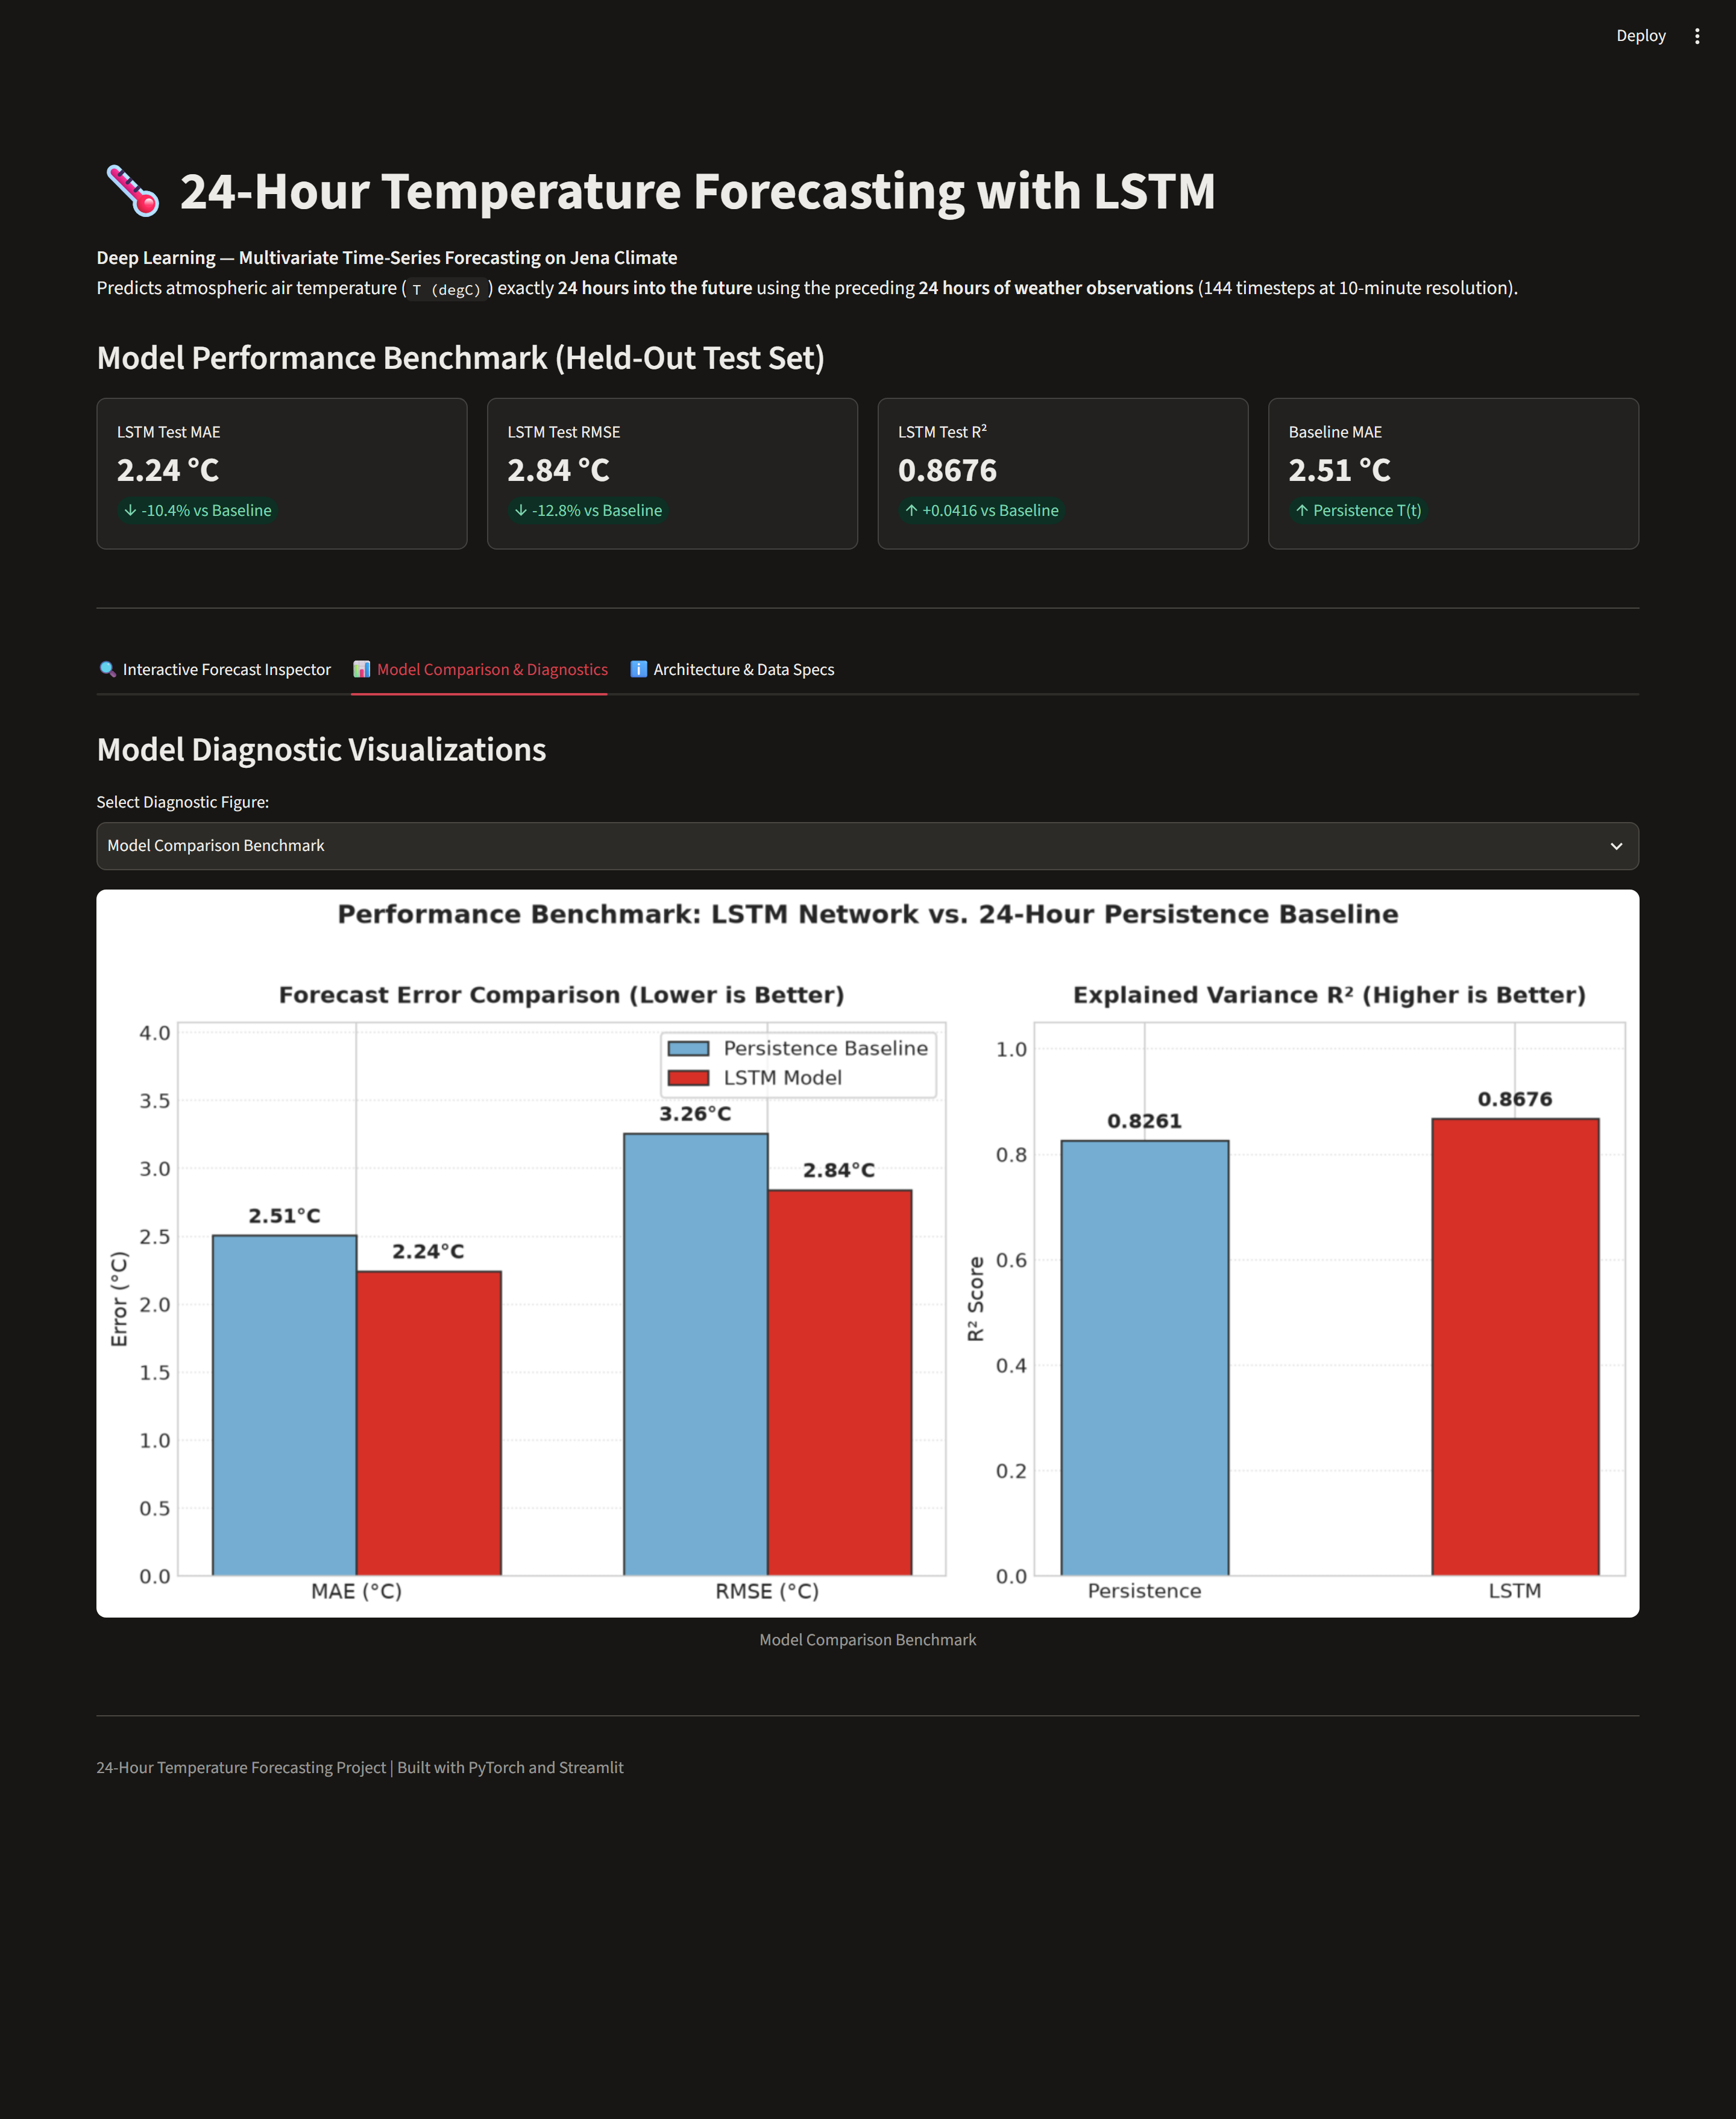 Deploy
24-Hour Temperature Forecasting with LSTM
Deep Learning — Multivariate Time-Series Forecasting on Jena Climate
Predicts atmospheric air temperature ( T (degC) ) exactly 24 hours into the future using the preceding 24 hours of weather observations (144 timesteps at 10-minute resolution).
Model Performance Benchmark (Held-Out Test Set)
LSTM Test MAE
2.24 °C
↓ -10.4% vs Baseline
LSTM Test RMSE
2.84 °C
↓ -12.8% vs Baseline
LSTM Test R²
0.8676
↑ +0.0416 vs Baseline
Baseline MAE
2.51 °C
↑ Persistence T(t)
Interactive Forecast Inspector
Model Comparison & Diagnostics
Architecture & Data Specs
Model Diagnostic Visualizations
Select Diagnostic Figure:
Model Comparison Benchmark
Performance Benchmark: LSTM Network vs. 24-Hour Persistence Baseline
Forecast Error Comparison (Lower is Better)
Persistence Baseline
LSTM Model
4.0
3.5
3.0
2.5
2.0
1.5
1.0
0.5
0.0
Error (°C)
2.51°C
2.24°C
3.26°C
2.84°C
MAE (°C)
RMSE (°C)
Explained Variance R² (Higher is Better)
1.0
0.8
0.6
0.4
0.2
0.0
R² Score
0.8261
0.8676
Persistence
LSTM
Model Comparison Benchmark
24-Hour Temperature Forecasting Project | Built with PyTorch and Streamlit